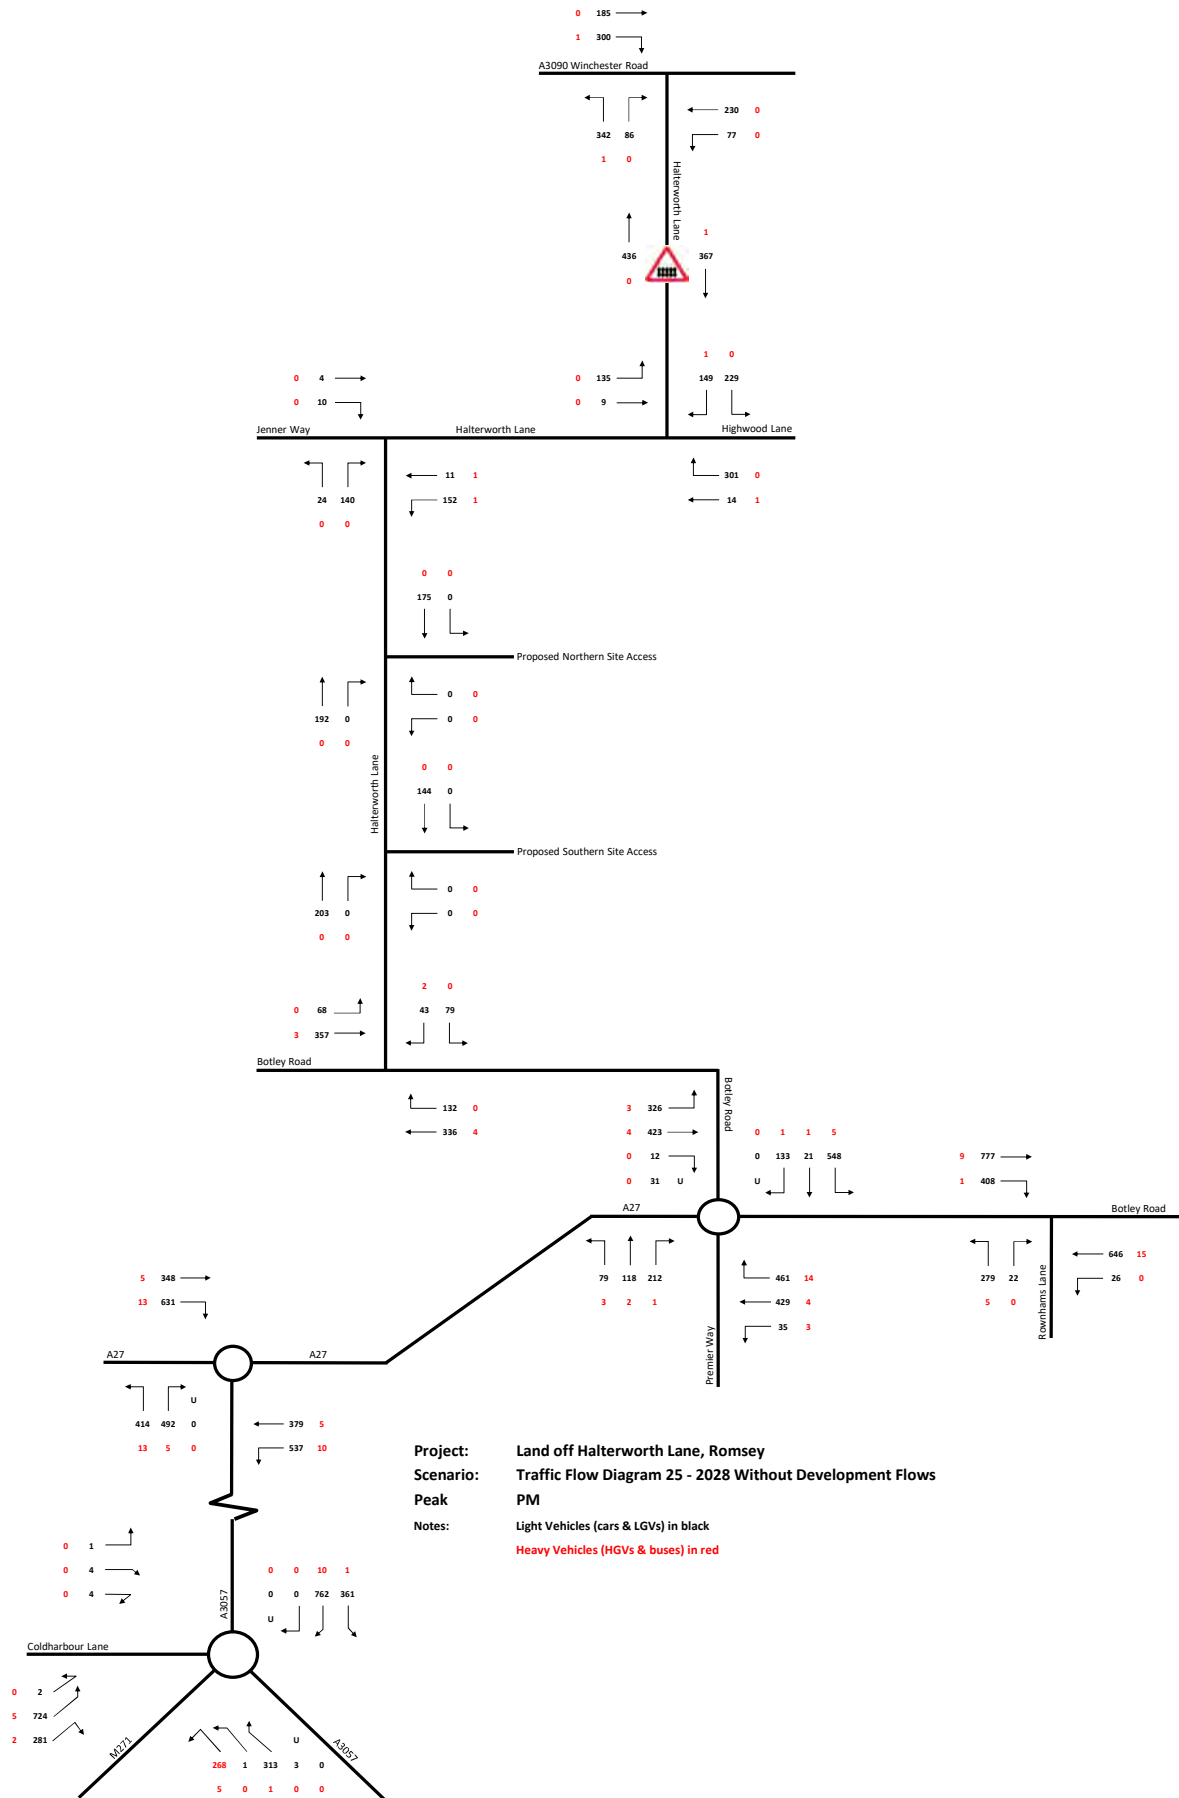 0 185
1 300
A3090 Winchester Road
342 86
1 0
230 0
77 0
Halterworth Lane
436
0
1
367
0 4
0 10
0 135
0 9
1 0
149 229
Jenner Way
Halterworth Lane
Highwood Lane
24 140
0 0
11 1
152 1
301 0
14 1
0 0
175 0
Proposed Northern Site Access
192 0
0 0
0 0
0 0
Halterworth Lane
0 0
144 0
Proposed Southern Site Access
203 0
0 0
0 0
0 0
0 68
3 357
2 0
43 79
Botley Road
Botley Road
132 0
336 4
3 326
4 423
0 12
0 31 U
0 1 1 5
0 133 21 548
U
9 777
1 408
A27
Botley Road
79 118 212
3 2 1
461 14
429 4
35 3
Premier Way
279 22
5 0
Rownhams Lane
646 15
26 0
5 348
13 631
A27
A27
U
414 492 0
13 5 0
379 5
537 10
Project: Land off Halterworth Lane, Romsey
Scenario: Traffic Flow Diagram 25 - 2028 Without Development Flows
Peak PM
Notes: Light Vehicles (cars & LGVs) in black
Heavy Vehicles (HGVs & buses) in red
0 1
0 4
0 4
A3057
0 0 10 1
0 0 762 361
U
Coldharbour Lane
0 2
5 724
2 281
M271
U
268 1 313 3 0
5 0 1 0 0
A3057